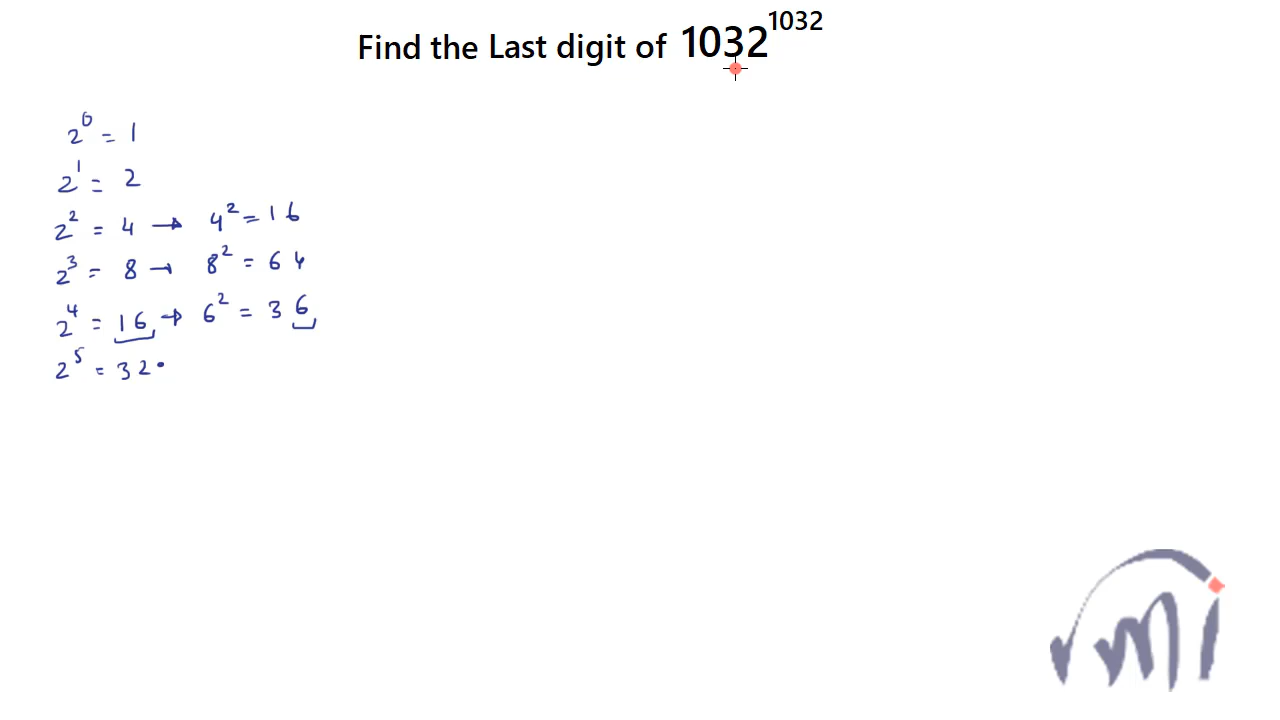 Find the Last digit of 1032^1032
2^0 = 1
2^1 = 2
2^2 = 4 → 4^2 = 16
2^3 = 8 → 8^2 = 64
2^4 = 16 → 6^2 = 36
2^5 = 32
vmi